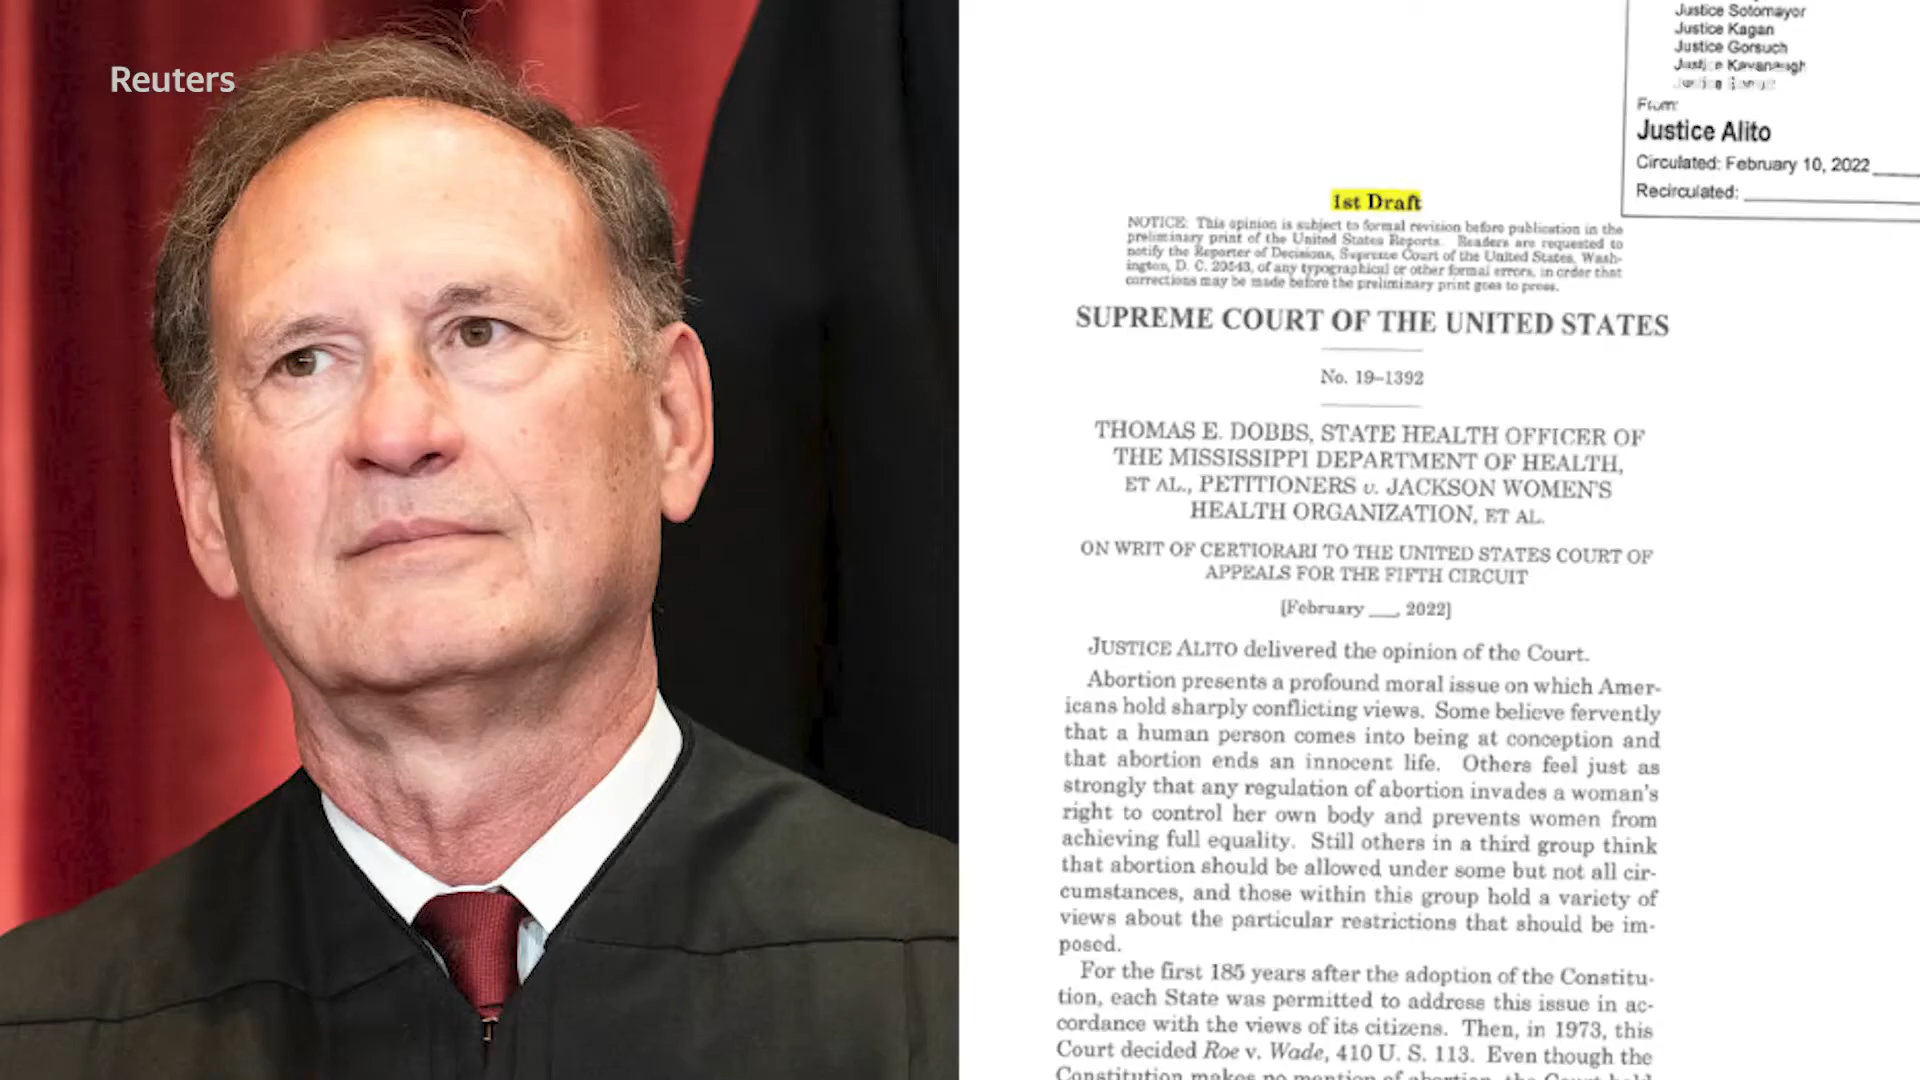 Reuters
Justice Sotomayor
Justice Kagan
Justice Gorsuch
Justice Kavanaugh
From:
Justice Alito
Circulated: February 10, 2022
Recirculated:
1st Draft
NOTICE: This opinion is subject to formal revision before publication in the
preliminary print of the United States Reports. Readers are requested to
notify the Reporter of Decisions, Supreme Court of the United States, Wash-
ington, D. C. 20543, of any typographical or other formal errors, in order that
corrections may be made before the preliminary print goes to press.
SUPREME COURT OF THE UNITED STATES
No. 19–1392
THOMAS E. DOBBS, STATE HEALTH OFFICER OF
THE MISSISSIPPI DEPARTMENT OF HEALTH,
ET AL., PETITIONERS v. JACKSON WOMEN'S
HEALTH ORGANIZATION, ET AL.
ON WRIT OF CERTIORARI TO THE UNITED STATES COURT OF
APPEALS FOR THE FIFTH CIRCUIT
[February ___, 2022]
JUSTICE ALITO delivered the opinion of the Court.
Abortion presents a profound moral issue on which Amer-
icans hold sharply conflicting views. Some believe fervently
that a human person comes into being at conception and
that abortion ends an innocent life. Others feel just as
strongly that any regulation of abortion invades a woman's
right to control her own body and prevents women from
achieving full equality. Still others in a third group think
that abortion should be allowed under some but not all cir-
cumstances, and those within this group hold a variety of
views about the particular restrictions that should be im-
posed.
For the first 185 years after the adoption of the Constitu-
tion, each State was permitted to address this issue in ac-
cordance with the views of its citizens. Then, in 1973, this
Court decided Roe v. Wade, 410 U. S. 113. Even though the
Constitution makes no mention of abortion, the Court held